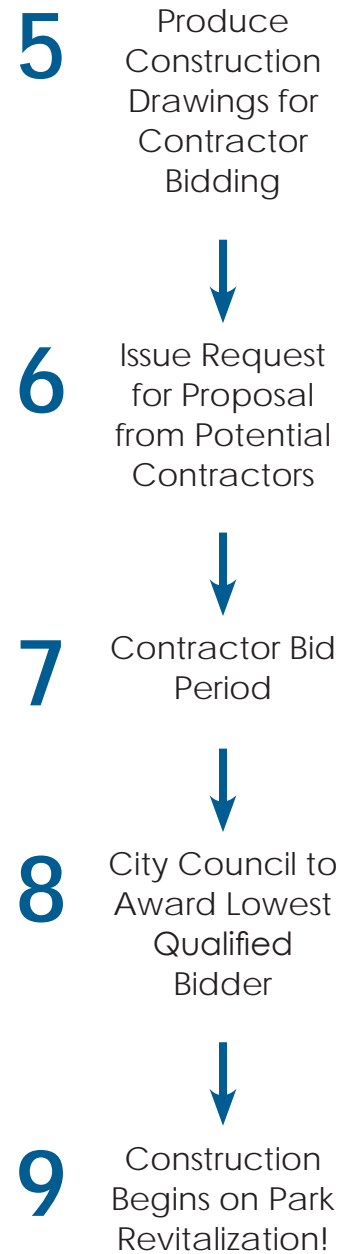 5
Produce
Construction
Drawings for
Contractor
Bidding
6
Issue Request
for Proposal
from Potential
Contractors
7
Contractor Bid
Period
8
City Council to
Award Lowest
Qualified
Bidder
9
Construction
Begins on Park
Revitalization!